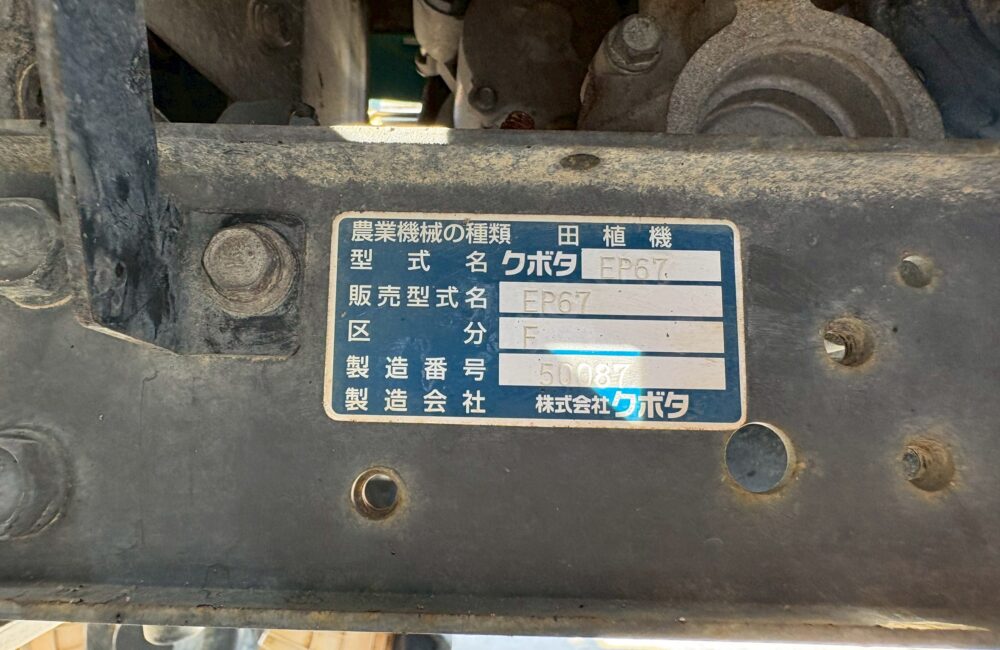 農業機械の種類 田植機
型式名 クボタ EP67
販売型式名 EP67
区分 F
製造番号 50087
製造会社 株式会社クボタ